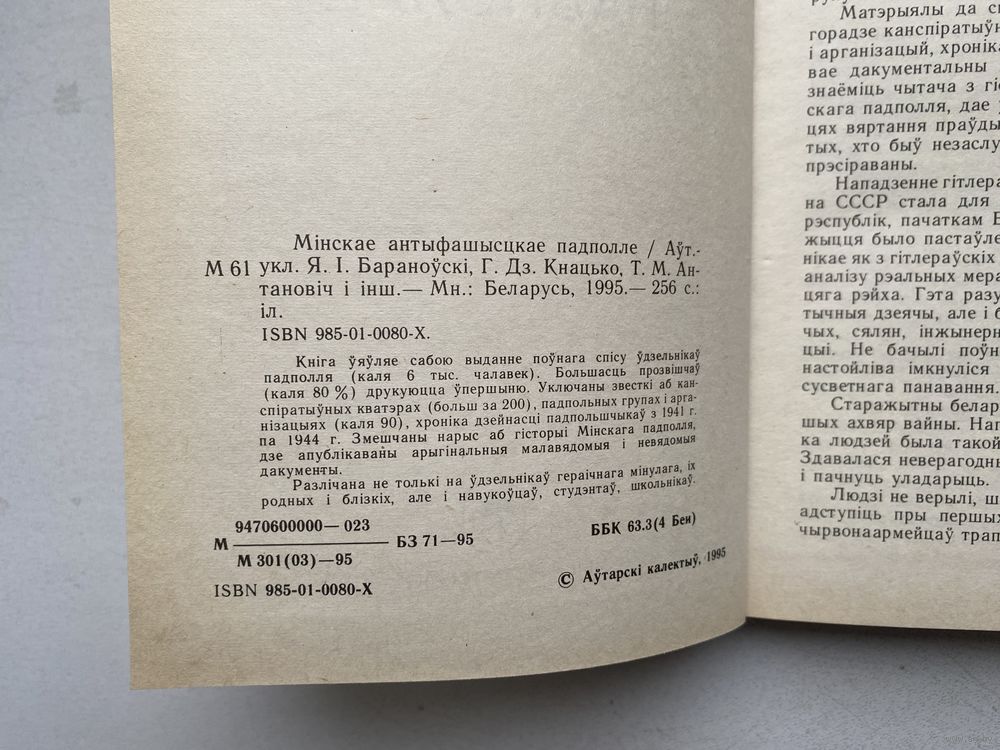 Мінскае антыфашысцкае падполле / Аўт.-
М 61 укл. Я. І. Бараноўскі, Г. Дз. Кнацько, Т. М. Ан-
тановіч і інш.— Мн.: Беларусь, 1995.— 256 с.:
іл.
ISBN 985-01-0080-X.
Кніга ўяўляе сабою выданне поўнага спісу ўдзельнікаў
падполля (каля 6 тыс. чалавек). Большасць прозвішчаў
(каля 80 %) друкуюцца ўпершыню. Уключаны звесткі аб кан-
спіратыўных кватэрах (больш за 200), падпольных групах і арга-
нізацыях (каля 90), хроніка дзейнасці падпольшчыкаў з 1941 г.
па 1944 г. Змешчаны нарыс аб гісторыі Мінскага падполля,
дзе апублікаваны арыгінальныя малавядомыя і невядомыя
дакументы.
Разлічана не толькі на ўдзельнікаў гераічнага мінулага, іх
родных і блізкіх, але і навукоўцаў, студэнтаў, школьнікаў.
9470600000—023
М
БЗ 71—95
М 301(03)—95
ББК 63.3(4 Беи)
ISBN 985-01-0080-X
© Аўтарскі калектыў, 1995
Матэрыялы да
горадзе канспіратыўн
і арганізацый, хроніка
вае дакументальны
знаёміць чытача з гіс
скага падполля, дае
цях вяртання праўды
тых, хто быў незаслу
прэсіраваны.
Нападзенне гітлера
на СССР стала для
рэспублік, пачаткам
жыцця было пастаўле
нікае як з гітлераўскіх
аналізу рэальных мера
цяга рэйха. Гэта разу
тычныя дзеячы, але і б
чых, сялян, інжынерн
цыі. Не бачылі поўн
настойліва імкнуліся
сусветнага панавання.
Старажытны белар
шых ахвяр вайны. Нап
ка людзей была такой
Здавалася неверагодны
і пачнуць уладарыць.
Людзі не верылі, ш
адступіць пры першых
чырвонаармейцаў трап